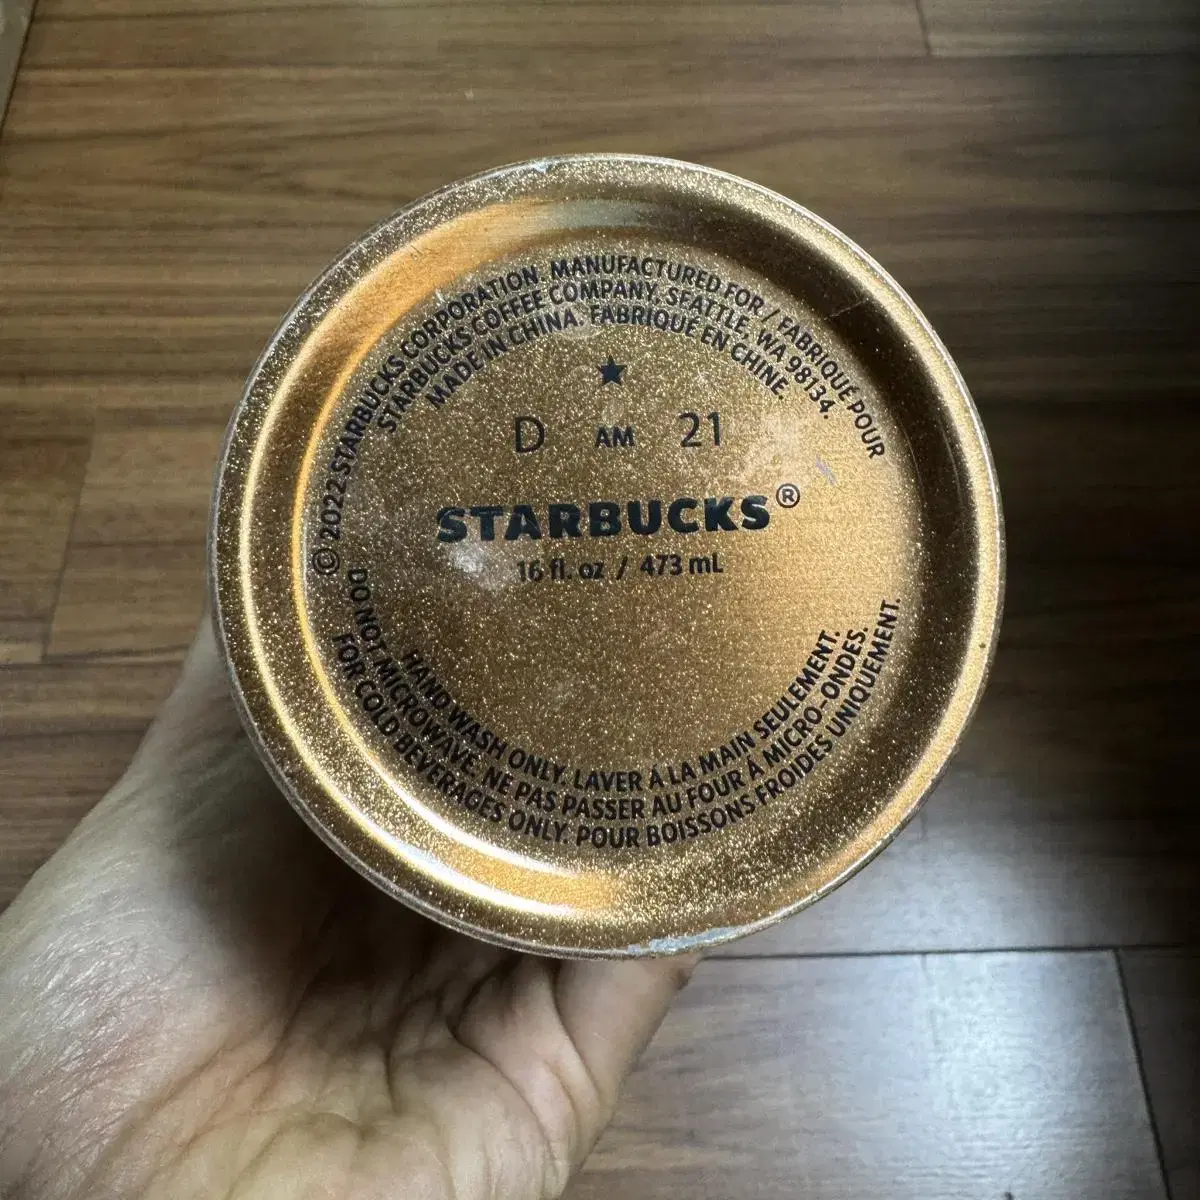 © 2022 STARBUCKS CORPORATION. MANUFACTURED FOR / FABRIQUÉ POUR
STARBUCKS COFFEE COMPANY, SEATTLE, WA 98134.
MADE IN CHINA. FABRIQUÉ EN CHINE.
★
D AM 21
STARBUCKS®
16 fl. oz / 473 mL
HAND WASH ONLY. LAVER À LA MAIN SEULEMENT.
DO NOT MICROWAVE. NE PAS PASSER AU FOUR À MICRO-ONDES.
FOR COLD BEVERAGES ONLY. POUR BOISSONS FROIDES UNIQUEMENT.